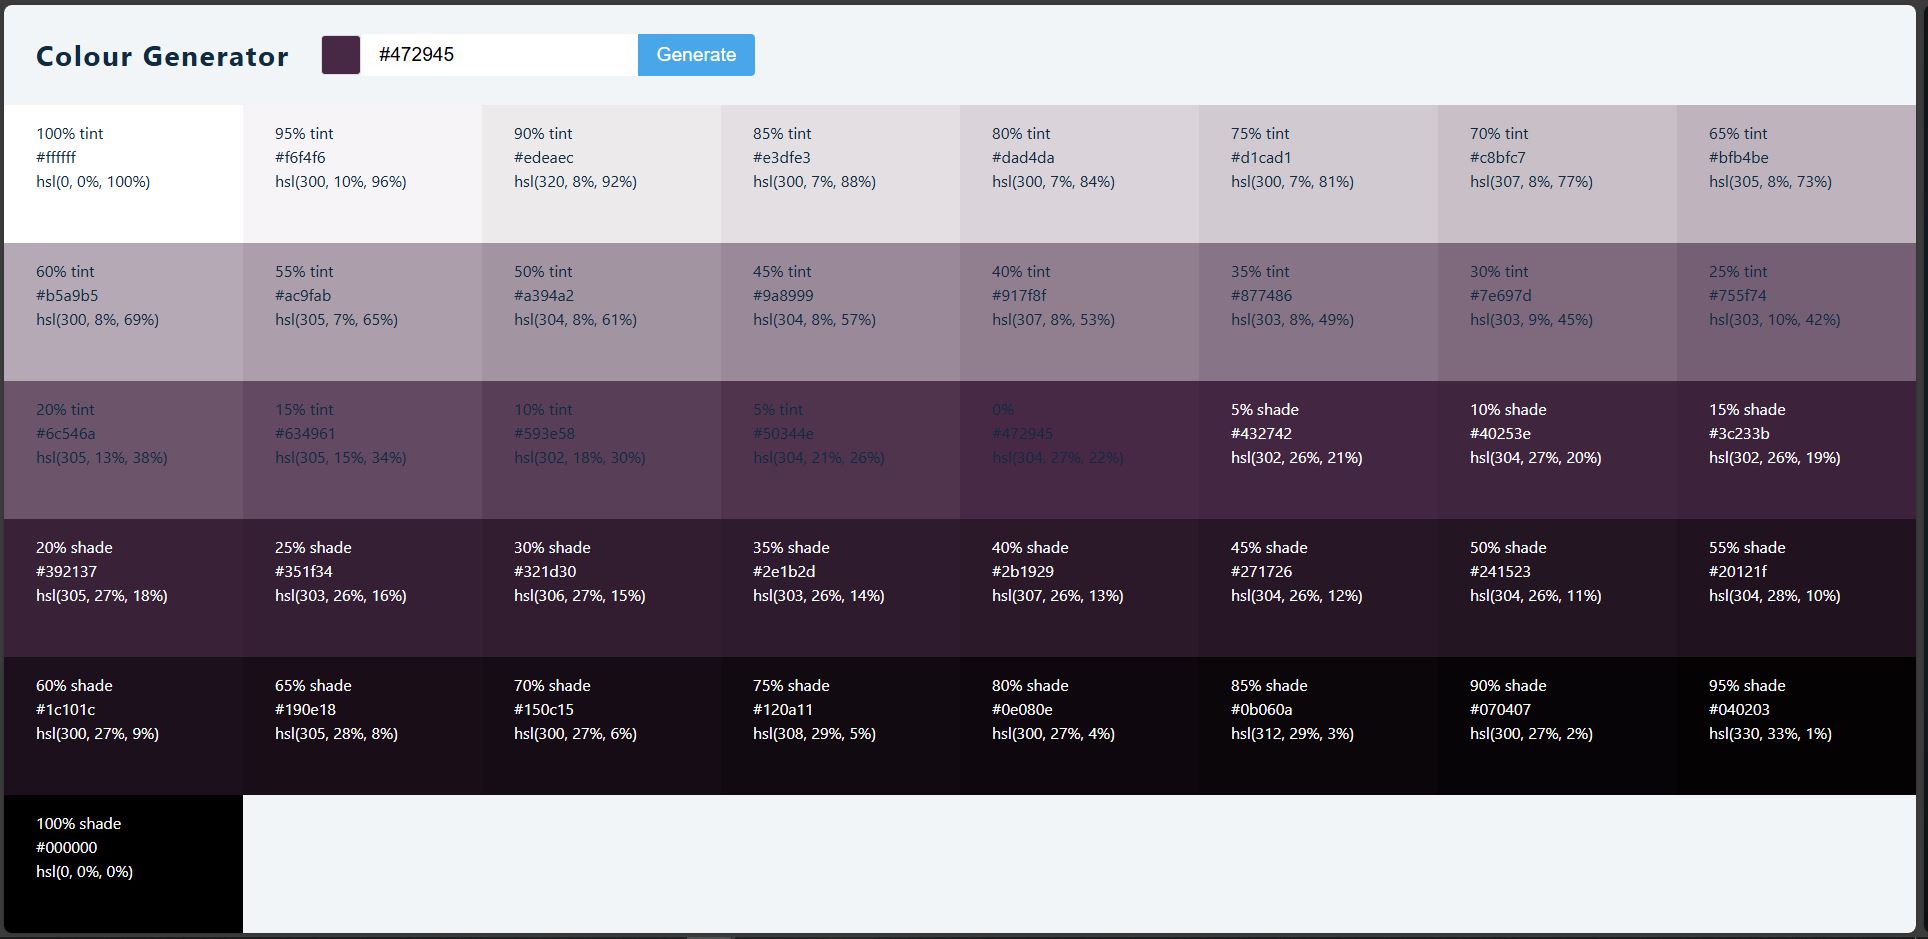 Colour Generator
#472945
Generate
100% tint
#ffffff
hsl(0, 0%, 100%)
95% tint
#f6f4f6
hsl(300, 10%, 96%)
90% tint
#edeaec
hsl(320, 8%, 92%)
85% tint
#e3dfe3
hsl(300, 7%, 88%)
80% tint
#dad4da
hsl(300, 7%, 84%)
75% tint
#d1cad1
hsl(300, 7%, 81%)
70% tint
#c8bfc7
hsl(307, 8%, 77%)
65% tint
#bfb4be
hsl(305, 8%, 73%)
60% tint
#b5a9b5
hsl(300, 8%, 69%)
55% tint
#ac9fab
hsl(305, 7%, 65%)
50% tint
#a394a2
hsl(304, 8%, 61%)
45% tint
#9a8999
hsl(304, 8%, 57%)
40% tint
#917f8f
hsl(307, 8%, 53%)
35% tint
#877486
hsl(303, 8%, 49%)
30% tint
#7e697d
hsl(303, 9%, 45%)
25% tint
#755f74
hsl(303, 10%, 42%)
20% tint
#6c546a
hsl(305, 13%, 38%)
15% tint
#634961
hsl(305, 15%, 34%)
10% tint
#593e58
hsl(302, 18%, 30%)
5% tint
#50344e
hsl(304, 21%, 26%)
0%
#472945
hsl(304, 27%, 22%)
5% shade
#432742
hsl(302, 26%, 21%)
10% shade
#40253e
hsl(304, 27%, 20%)
15% shade
#3c233b
hsl(302, 26%, 19%)
20% shade
#392137
hsl(305, 27%, 18%)
25% shade
#351f34
hsl(303, 26%, 16%)
30% shade
#321d30
hsl(306, 27%, 15%)
35% shade
#2e1b2d
hsl(303, 26%, 14%)
40% shade
#2b1929
hsl(307, 26%, 13%)
45% shade
#271726
hsl(304, 26%, 12%)
50% shade
#241523
hsl(304, 26%, 11%)
55% shade
#20121f
hsl(304, 28%, 10%)
60% shade
#1c101c
hsl(300, 27%, 9%)
65% shade
#190e18
hsl(305, 28%, 8%)
70% shade
#150c15
hsl(300, 27%, 6%)
75% shade
#120a11
hsl(308, 29%, 5%)
80% shade
#0e080e
hsl(300, 27%, 4%)
85% shade
#0b060a
hsl(312, 29%, 3%)
90% shade
#070407
hsl(300, 27%, 2%)
95% shade
#040203
hsl(330, 33%, 1%)
100% shade
#000000
hsl(0, 0%, 0%)